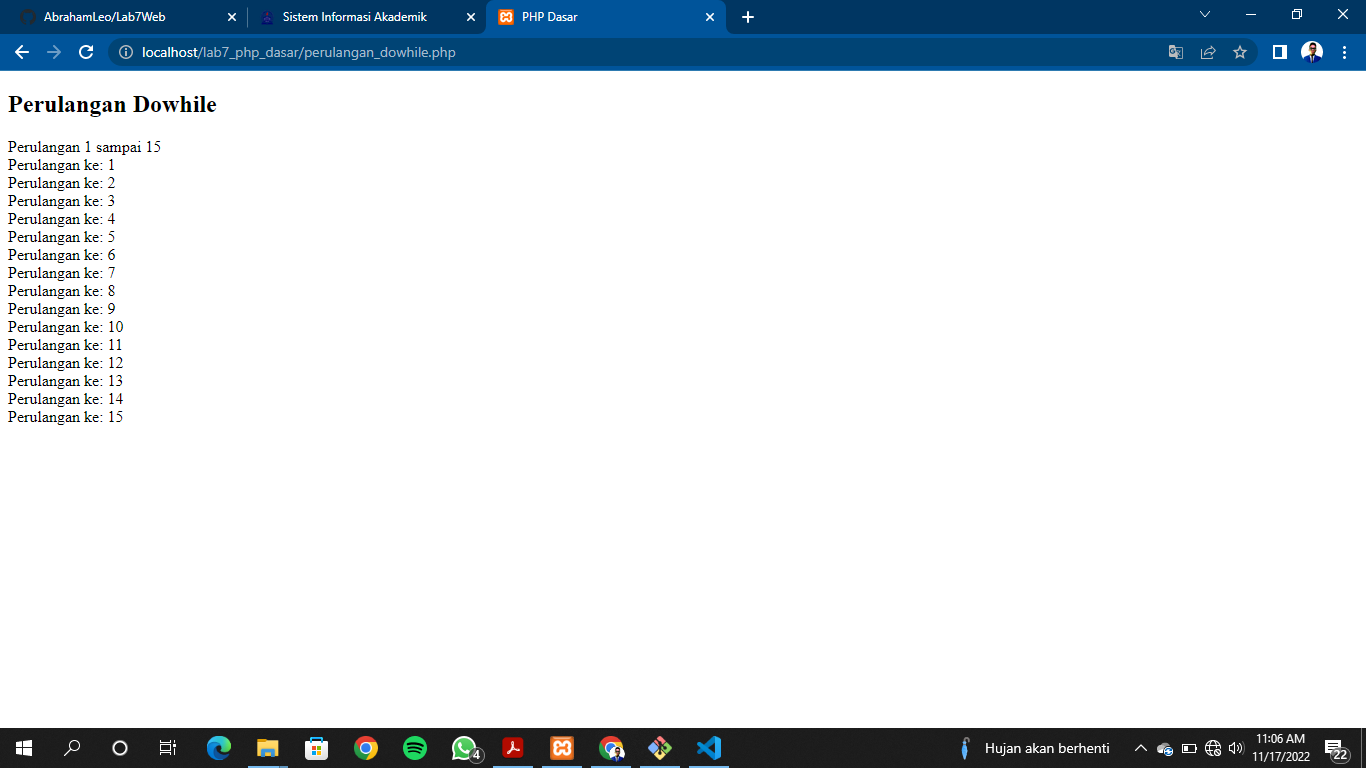 AbrahamLeo/Lab7Web
Sistem Informasi Akademik
PHP Dasar
localhost/lab7_php_dasar/perulangan_dowhile.php
Perulangan Dowhile
Perulangan 1 sampai 15
Perulangan ke: 1
Perulangan ke: 2
Perulangan ke: 3
Perulangan ke: 4
Perulangan ke: 5
Perulangan ke: 6
Perulangan ke: 7
Perulangan ke: 8
Perulangan ke: 9
Perulangan ke: 10
Perulangan ke: 11
Perulangan ke: 12
Perulangan ke: 13
Perulangan ke: 14
Perulangan ke: 15
4
Hujan akan berhenti
11:06 AM
11/17/2022
22